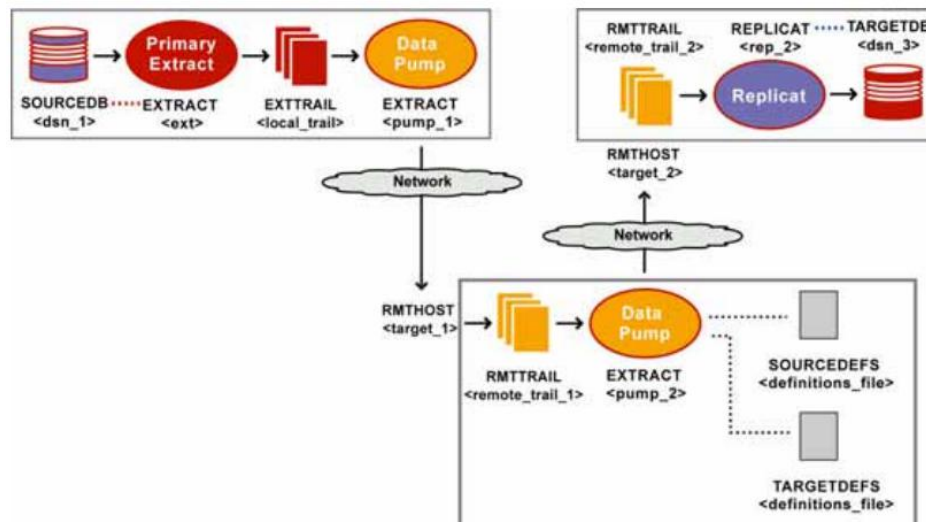 Primary
Extract
Data
Pump
SOURCEDB
<dsn_1>
EXTRACT
<ext>
EXTTRAIL
<local_trail>
EXTRACT
<pump_1>
Network
RMTHOST
<target_1>
RMTTRAIL
<remote_trail_1>
Data
Pump
EXTRACT
<pump_2>
SOURCEDEFS
<definitions_file>
TARGETDEFS
<definitions_file>
Network
RMTHOST
<target_2>
RMTTRAIL
<remote_trail_2>
REPLICAT
<rep_2>
TARGETDB
<dsn_3>
Replicat